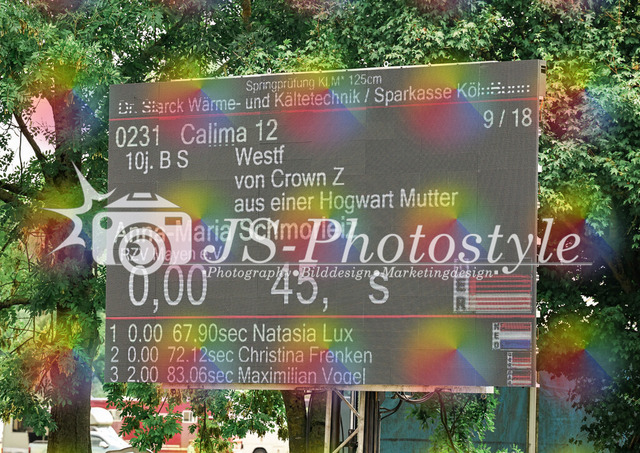 Springprüfung Kl M* 125cm
Dr. Starck Wärme- und Kältetechnik / Sparkasse
9 / 18
0231 Calima 12
10j. B S Westf
von Crown Z
aus einer Hogwart Mutter
JS-Photostyle
Photography·Bilddesign·Marketingdesign
0,00 45, s
1 0.00 67.90sec Natasia Lux
2 0.00 72.12sec Christina Frenken
3 2.00 83.06sec Maximilian Vogel
NED